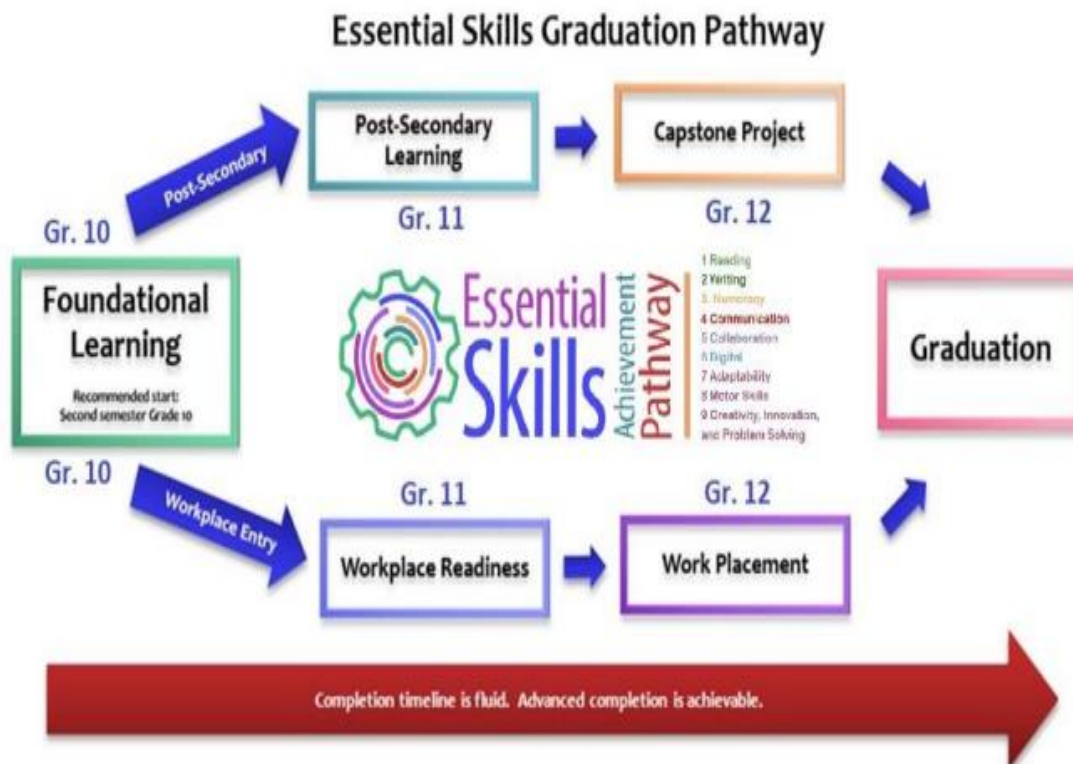 Essential Skills Graduation Pathway
Post-Secondary
Post-Secondary
Learning
Gr. 11
Capstone Project
Gr. 12
Gr. 10
Foundational
Learning
Recommended start:
Second semester Grade 10
Gr. 10
Essential
Skills
Achievement
Pathway
1 Reading
2 Writing
3. Numeracy
4 Communication
5 Collaboration
6 Digital
7 Adaptability
8 Motor Skills
9 Creativity, Innovation,
and Problem Solving
Graduation
Workplace Entry
Gr. 11
Workplace Readiness
Gr. 12
Work Placement
Completion timeline is fluid. Advanced completion is achievable.